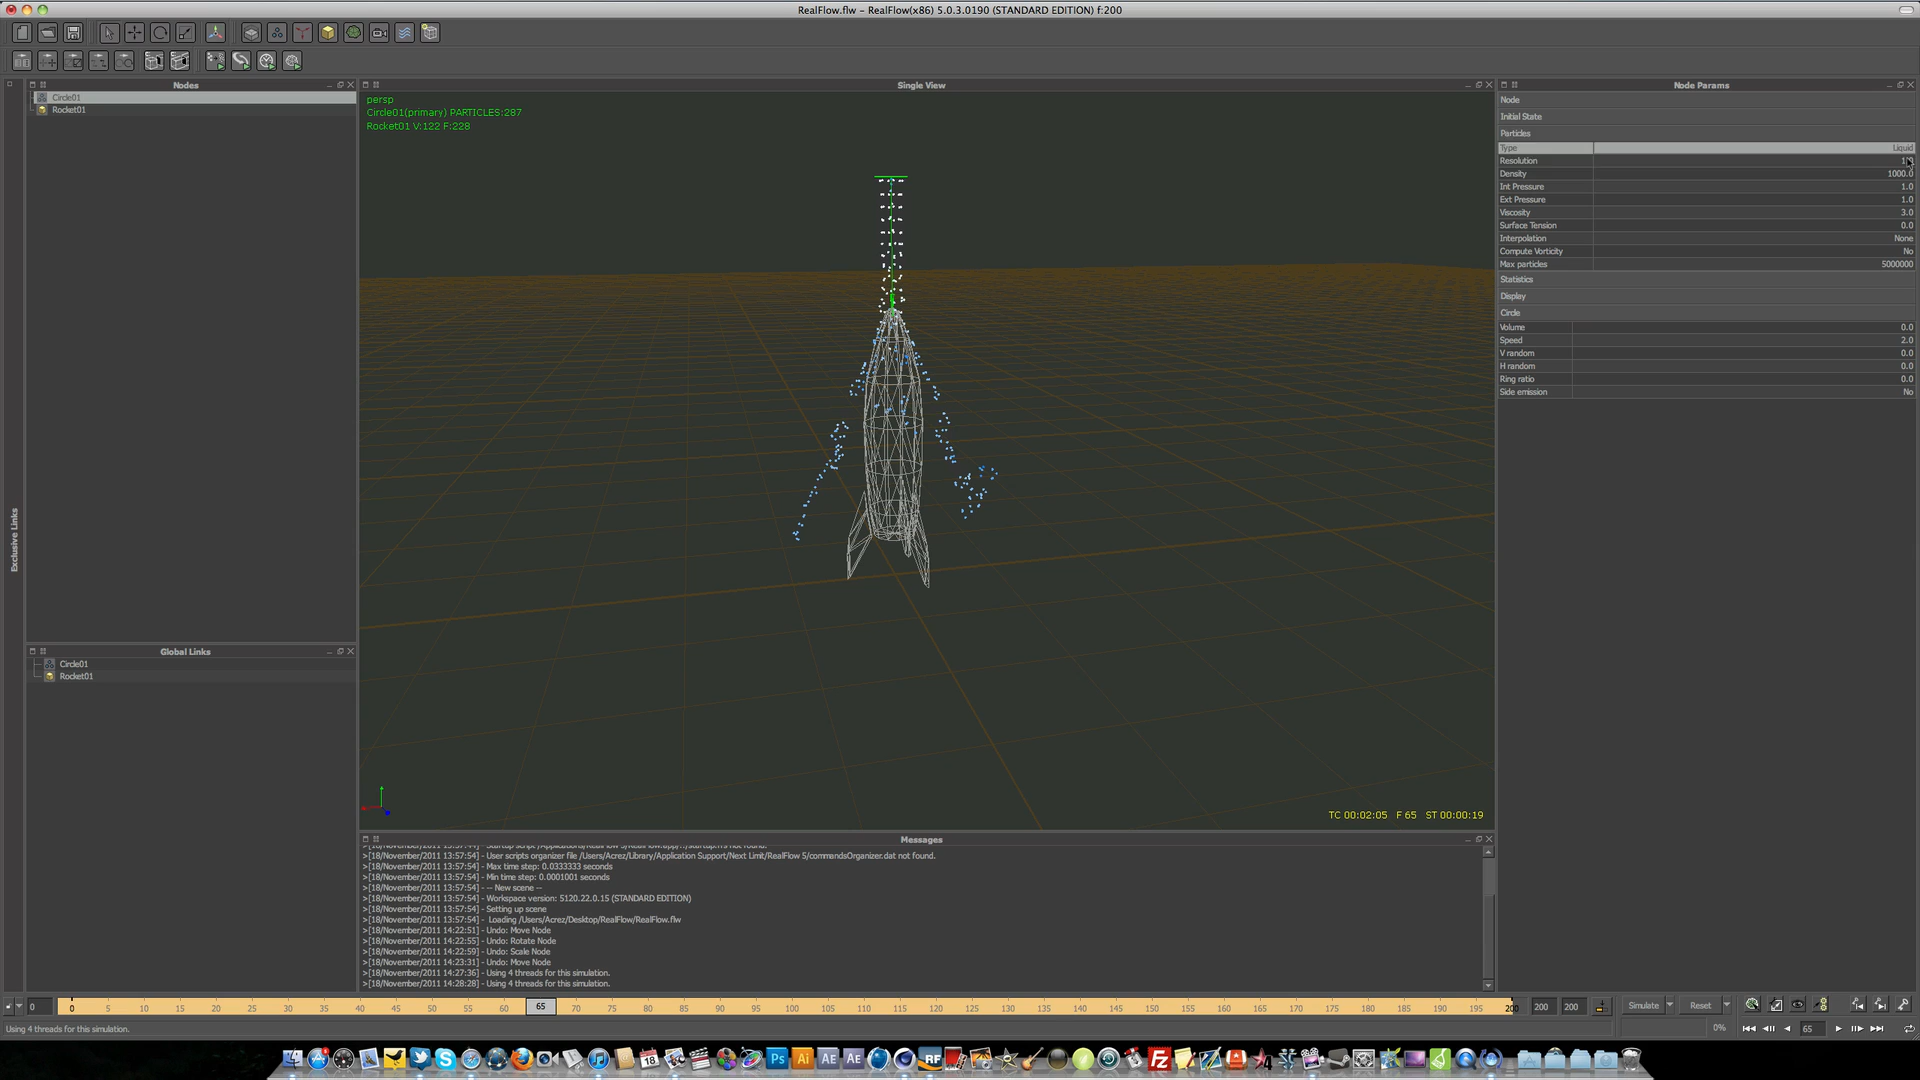 RealFlow.flw – RealFlow(x86) 5.0.3.0190 (STANDARD EDITION) f:200
Nodes
Circle01
Rocket01
Exclusive Links
Global Links
Circle01
Rocket01
Single View
persp
Circle01(primary) PARTICLES:287
Rocket01 V:122 F:228
TC 00:02:05 F 65 ST 00:00:19
Messages
>[18/November/2011 13:57:54] - User scripts organizer file /Users/Acrez/Library/Application Support/Next Limit/RealFlow 5/commandsOrganizer.dat not found.
>[18/November/2011 13:57:54] - Max time step: 0.0333333 seconds
>[18/November/2011 13:57:54] - Min time step: 0.0001001 seconds
>[18/November/2011 13:57:54] - -- New scene --
>[18/November/2011 13:57:54] - Workspace version: 5120.22.0.15 (STANDARD EDITION)
>[18/November/2011 13:57:54] - Setting up scene
>[18/November/2011 13:57:54] - Loading /Users/Acrez/Desktop/RealFlow/RealFlow.flw
>[18/November/2011 14:22:51] - Undo: Move Node
>[18/November/2011 14:22:55] - Undo: Rotate Node
>[18/November/2011 14:22:59] - Undo: Scale Node
>[18/November/2011 14:23:31] - Undo: Move Node
>[18/November/2011 14:27:36] - Using 4 threads for this simulation.
>[18/November/2011 14:28:28] - Using 4 threads for this simulation.
Node Params
Node
Initial State
Particles
Type Liquid
Resolution
Density 1000.0
Int Pressure 1.0
Ext Pressure 1.0
Viscosity 3.0
Surface Tension 0.0
Interpolation None
Compute Vorticity No
Max particles 5000000
Statistics
Display
Circle
Volume 0.0
Speed 2.0
V random 0.0
H random 0.0
Ring ratio 0.0
Side emission No
0 0 5 10 15 20 25 30 35 40 45 50 55 60 65 70 75 80 85 90 95 100 105 110 115 120 125 130 135 140 145 150 155 160 165 170 175 180 185 190 195 200 200 200
Simulate Reset
Using 4 threads for this simulation.
0% 65
18 Ps Ai AE AE RF FZ